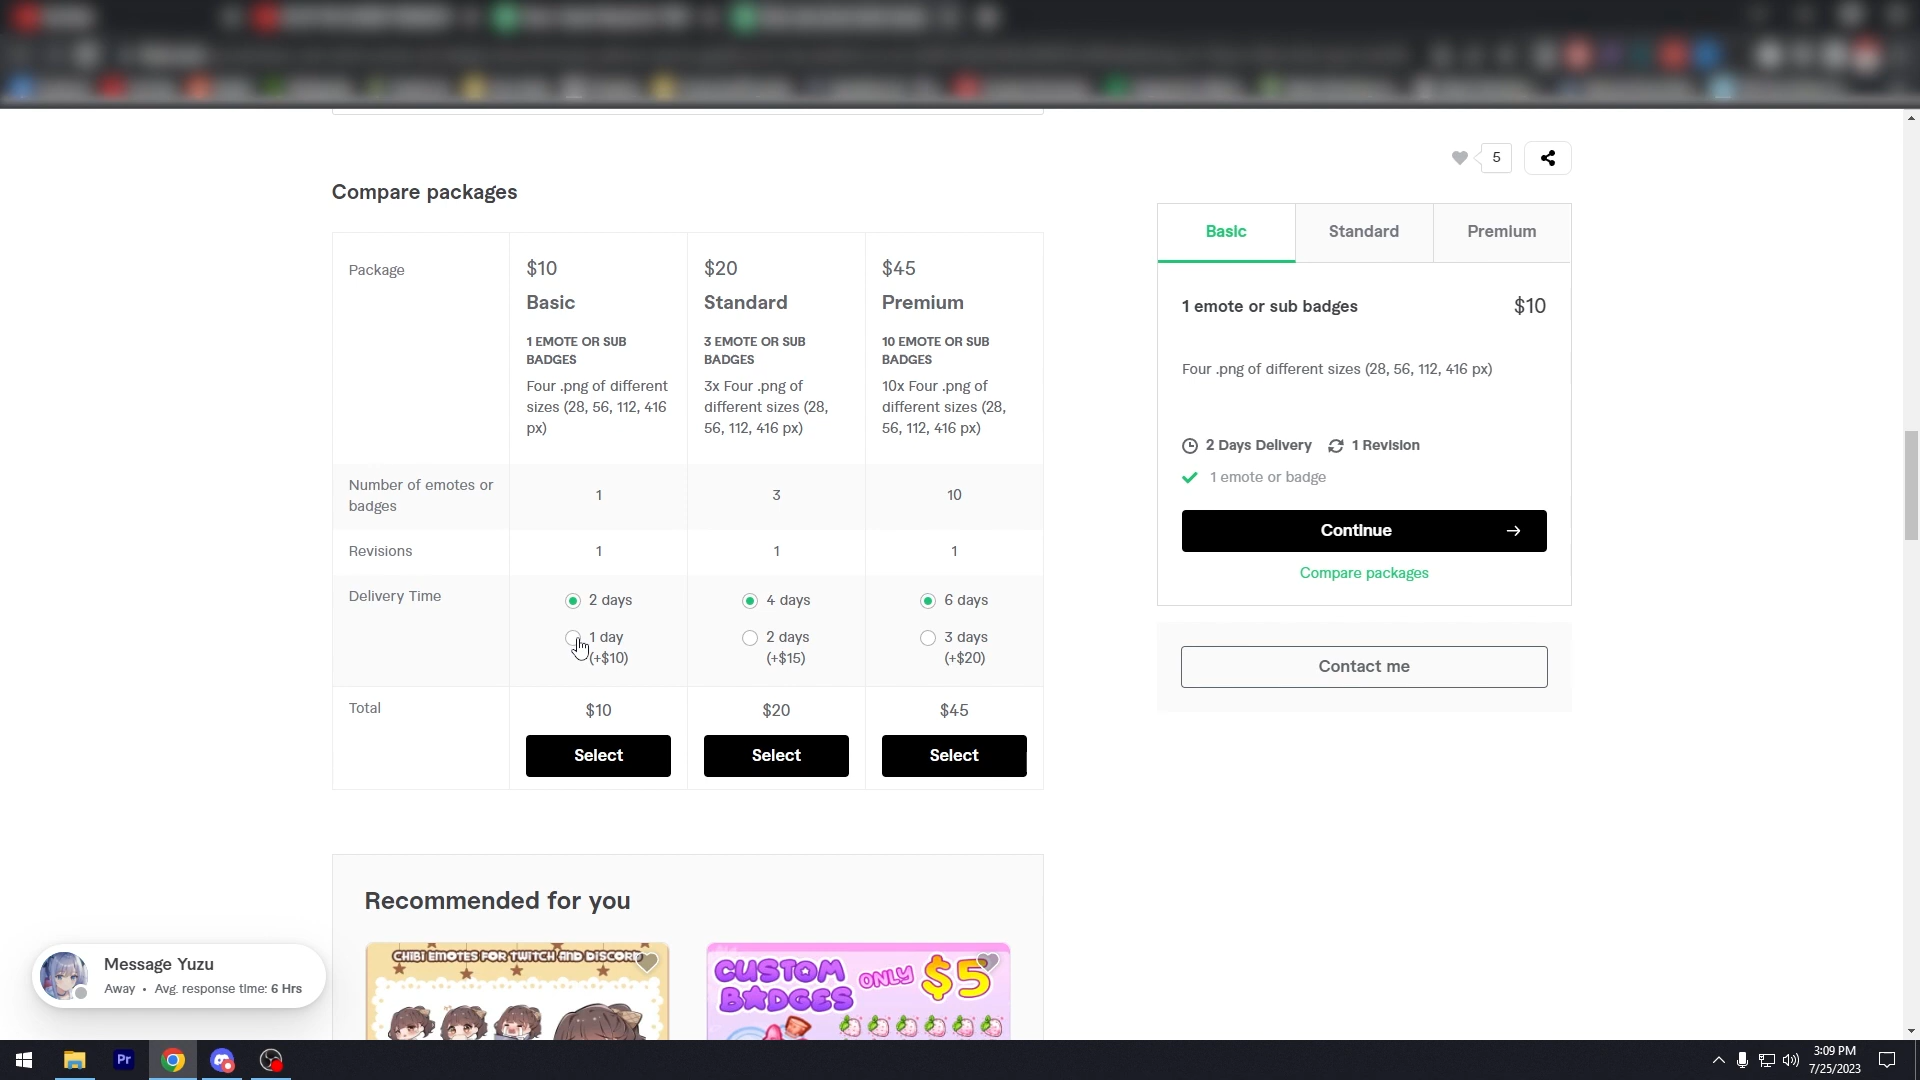 5
Compare packages
Package
$10
Basic
1 EMOTE OR SUB
BADGES
Four .png of different
sizes (28, 56, 112, 416
px)
$20
Standard
3 EMOTE OR SUB
BADGES
3x Four .png of
different sizes (28,
56, 112, 416 px)
$45
Premium
10 EMOTE OR SUB
BADGES
10x Four .png of
different sizes (28,
56, 112, 416 px)
Number of emotes or
badges
1
3
10
Revisions
1
1
1
Delivery Time
2 days
1 day
(+$10)
4 days
2 days
(+$15)
6 days
3 days
(+$20)
Total
$10
$20
$45
Select
Select
Select
Basic
Standard
Premium
1 emote or sub badges
$10
Four .png of different sizes (28, 56, 112, 416 px)
2 Days Delivery
1 Revision
1 emote or badge
Continue
Compare packages
Contact me
Recommended for you
CHIBI EMOTES FOR TWITCH AND DISCORD
CUSTOM
BADGES
ONLY $5
Message Yuzu
Away • Avg. response time: 6 Hrs
Pr
3:09 PM
7/25/2023